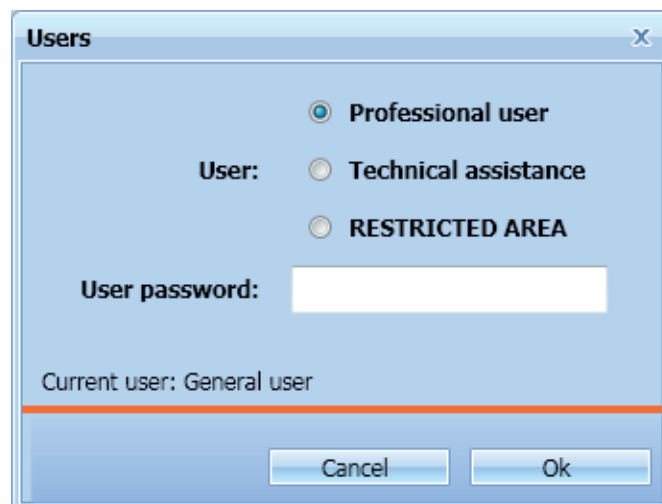 Users
Professional user
User:
Technical assistance
RESTRICTED AREA
User password:
Current user: General user
Cancel
Ok